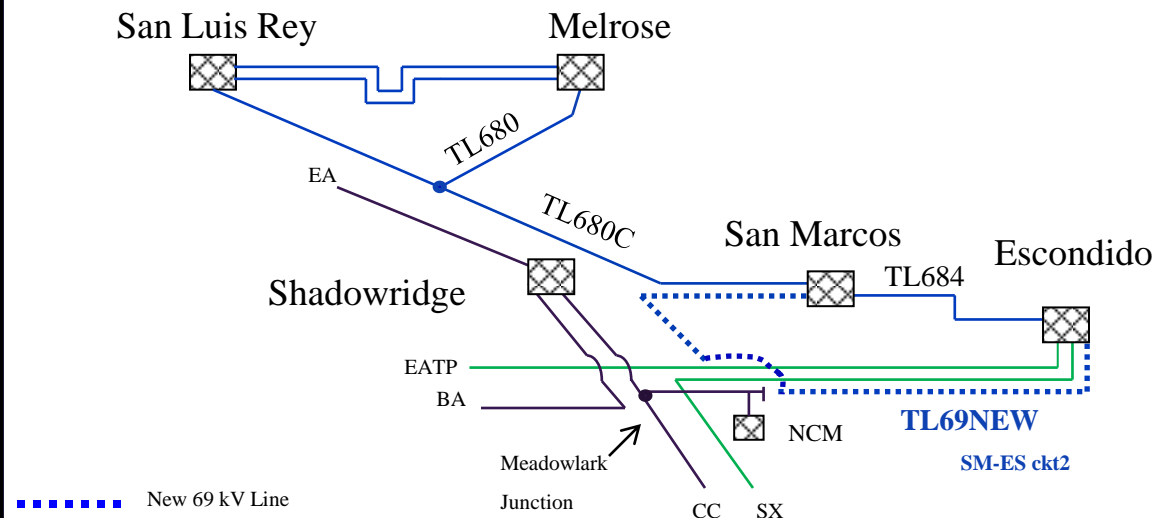 San Luis Rey
Melrose
TL680
EA
TL680C
San Marcos
Escondido
TL684
Shadowridge
EATP
BA
TL69NEW
NCM
SM-ES ckt2
Meadowlark
Junction
New 69 kV Line
CC
SX